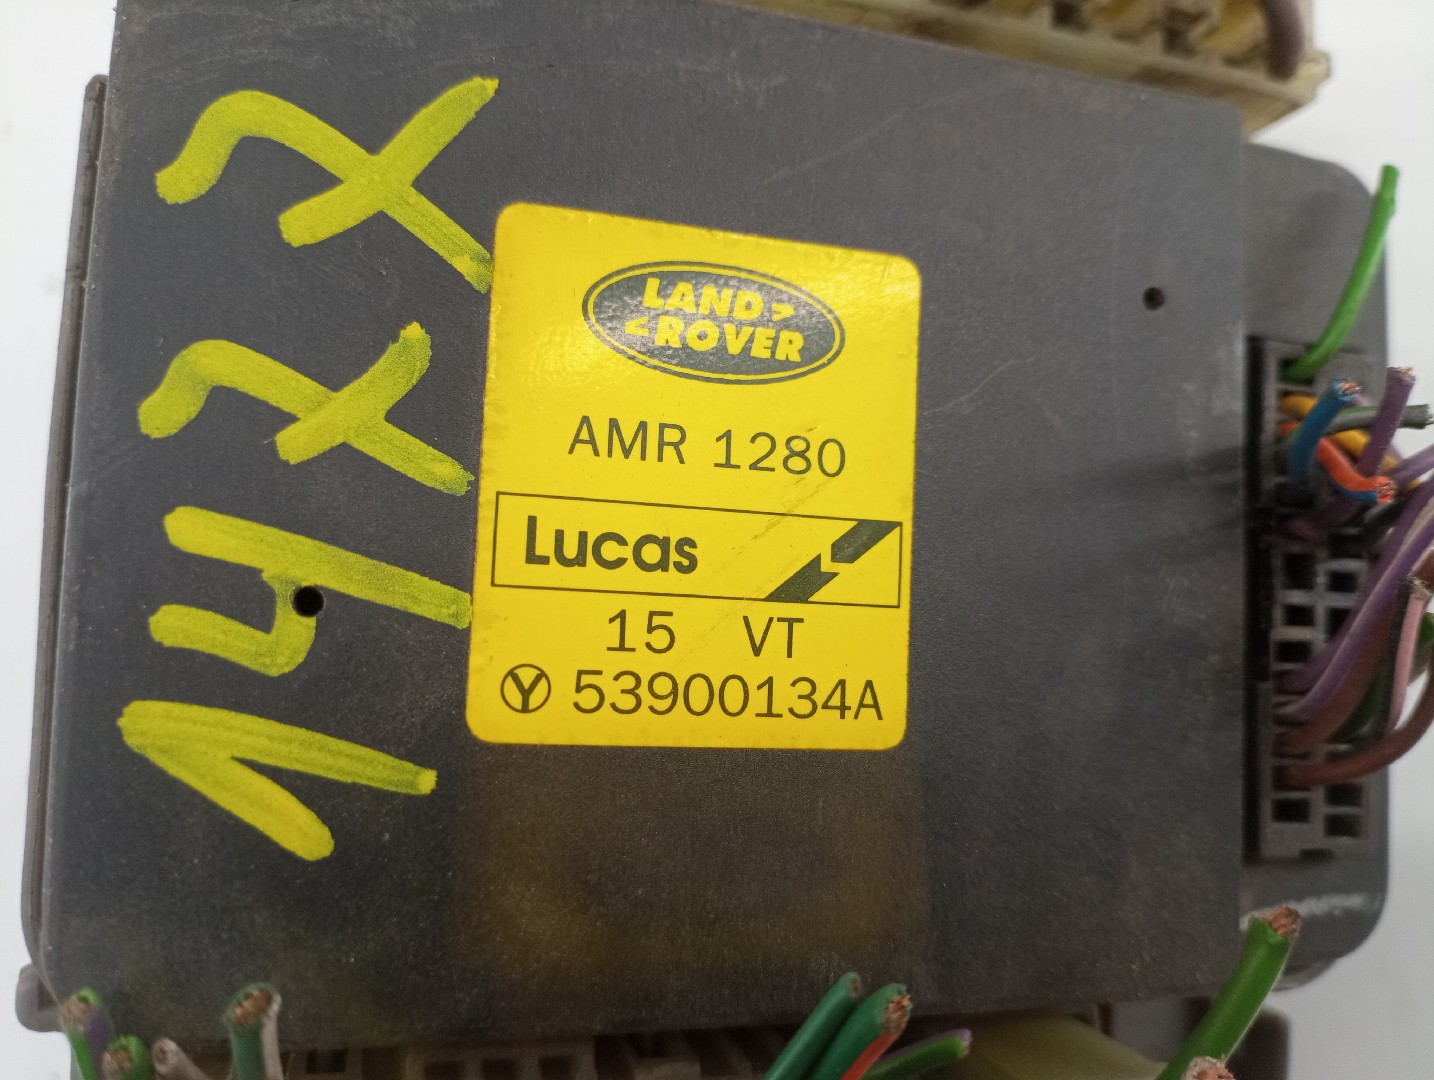 1477
LAND>
<ROVER
AMR 1280
Lucas
15 VT
Y 53900134A